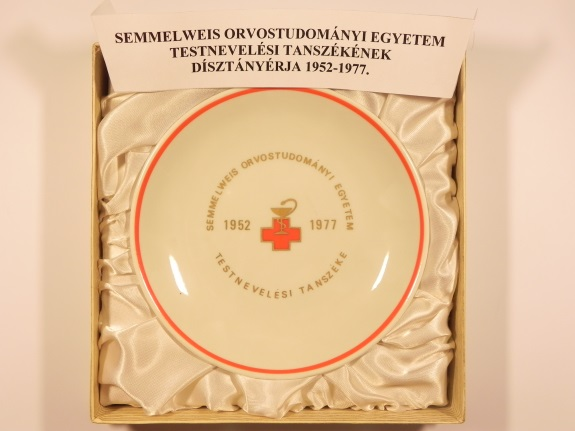 SEMMELWEIS ORVOSTUDOMÁNYI EGYETEM
TESTNEVELÉSI TANSZÉKÉNEK
DÍSZTÁNYÉRJA 1952-1977.
SEMMELWEIS ORVOSTUDOMÁNYI EGYETEM
1952 1977
TESTNEVELÉSI TANSZÉKE